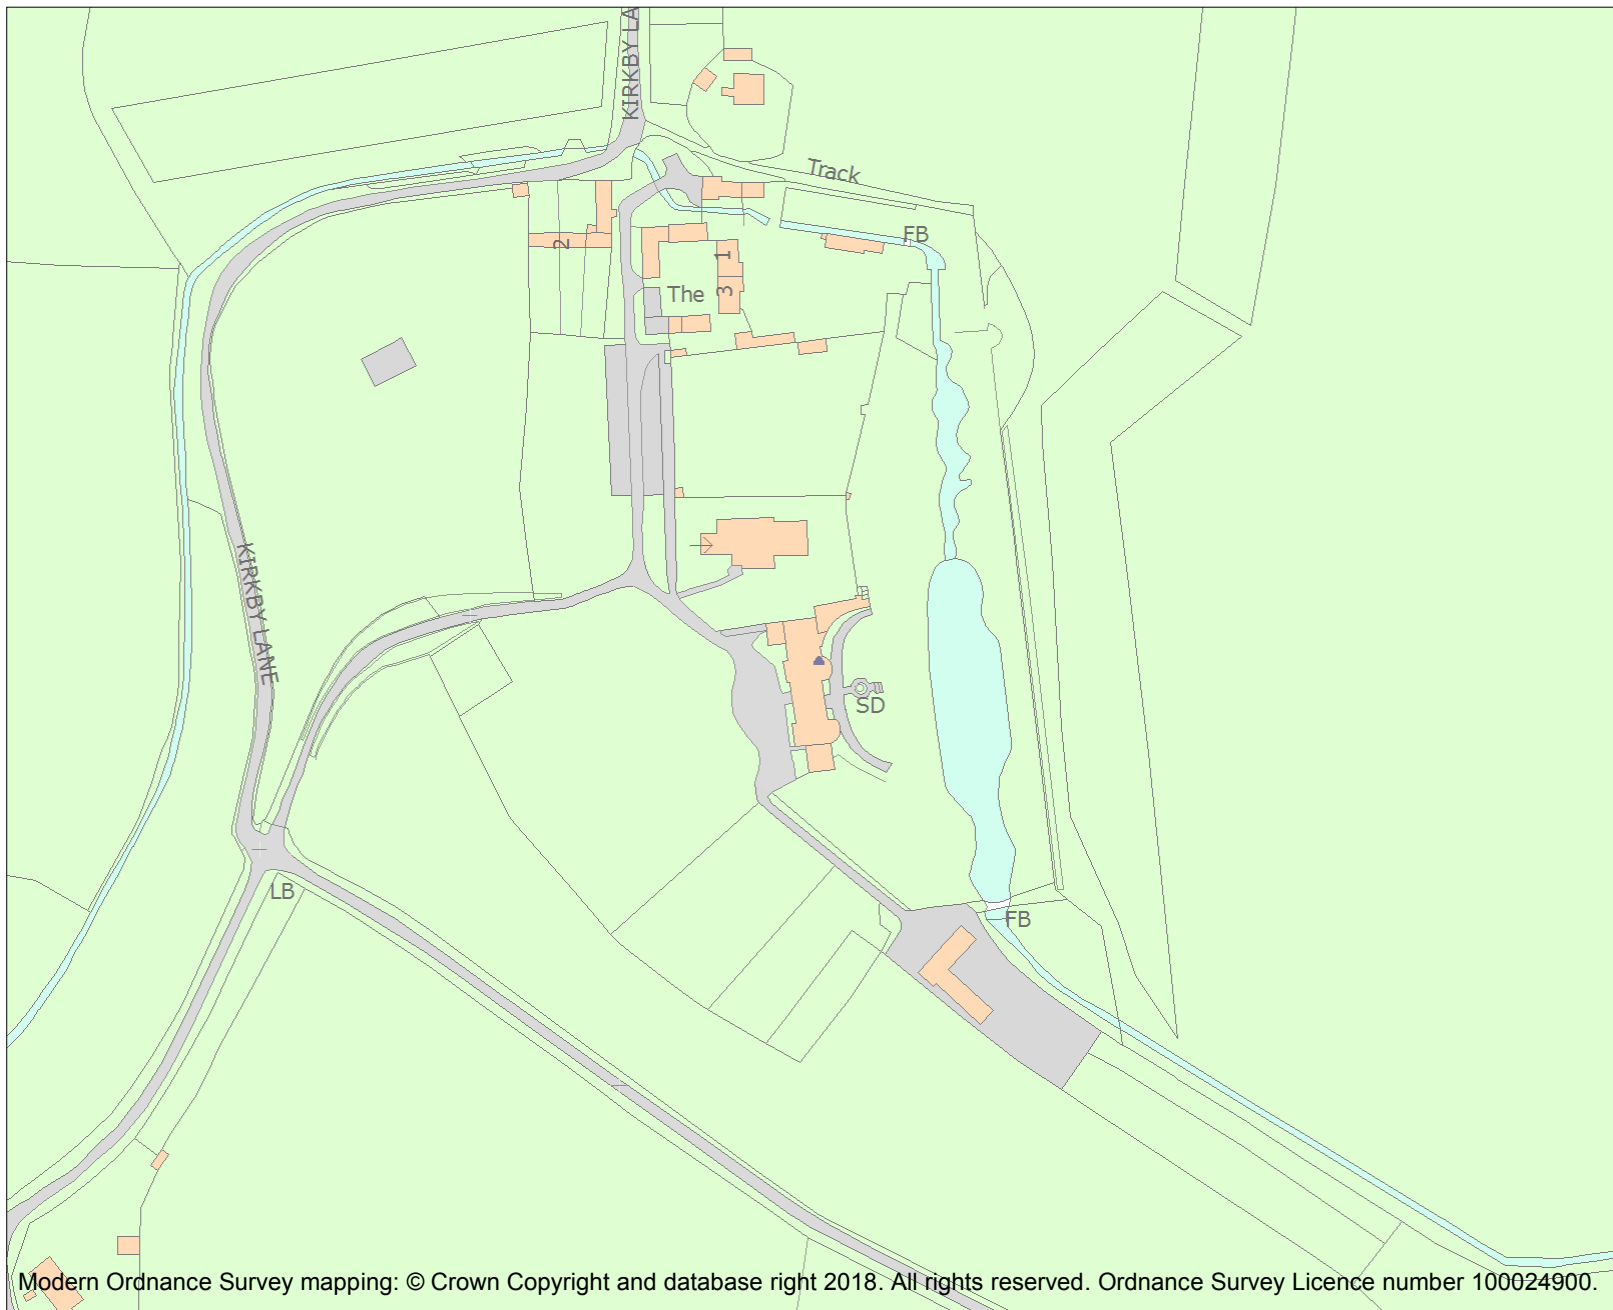 KIRKBY LA
Track
FB
2
1
The
3
KIRKBY LANE
SD
LB
FB
Modern Ordnance Survey mapping: © Crown Copyright and database right 2018. All rights reserved. Ordnance Survey Licence number 100024900.